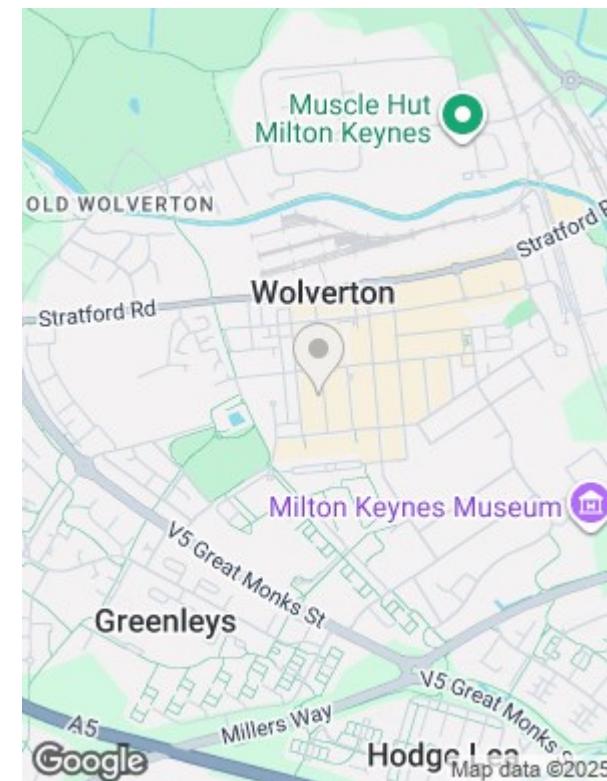 Muscle Hut
Milton Keynes
OLD WOLVERTON
Stratford R
Wolverton
Stratford Rd
Milton Keynes Museum
V5 Great Monks St
Greenleys
V5 Great Monks S
A5
Millers Way
Hodge Lea
Google
Map data ©2025